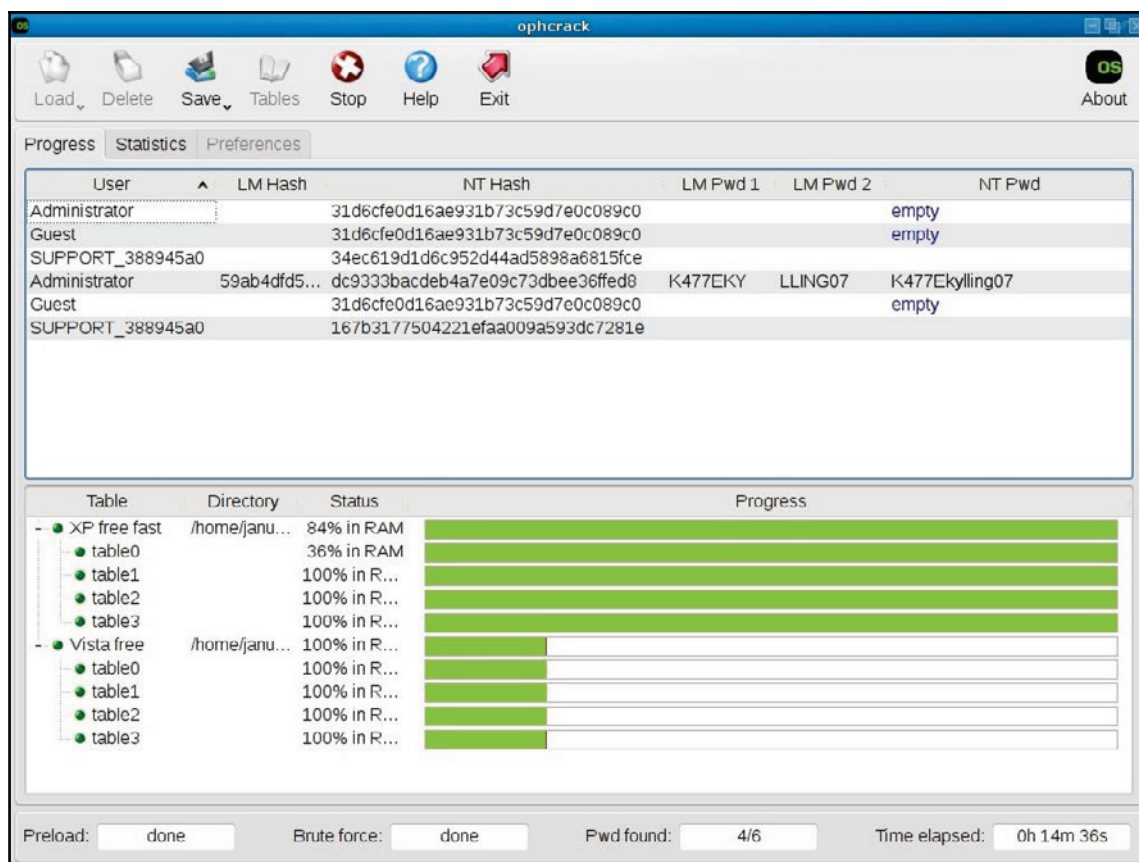 OS
ophcrack
Load Delete Save Tables Stop Help Exit
OS
About
Progress Statistics Preferences
User LM Hash NT Hash LM Pwd 1 LM Pwd 2 NT Pwd
Administrator 31d6cfe0d16ae931b73c59d7e0c089c0 empty
Guest 31d6cfe0d16ae931b73c59d7e0c089c0 empty
SUPPORT_388945a0 34ec619d1d6c952d44ad5898a6815fce
Administrator 59ab4dfd5... dc9333bacdeb4a7e09c73dbee36ffed8 K477EKY LLING07 K477Ekylling07
Guest 31d6cfe0d16ae931b73c59d7e0c089c0 empty
SUPPORT_388945a0 167b3177504221efaa009a593dc7281e
Table Directory Status Progress
XP free fast /home/janu... 84% in RAM
table0 36% in RAM
table1 100% in R...
table2 100% in R...
table3 100% in R...
Vista free /home/janu... 100% in R...
table0 100% in R...
table1 100% in R...
table2 100% in R...
table3 100% in R...
Preload: done Brute force: done Pwd found: 4/6 Time elapsed: 0h 14m 36s